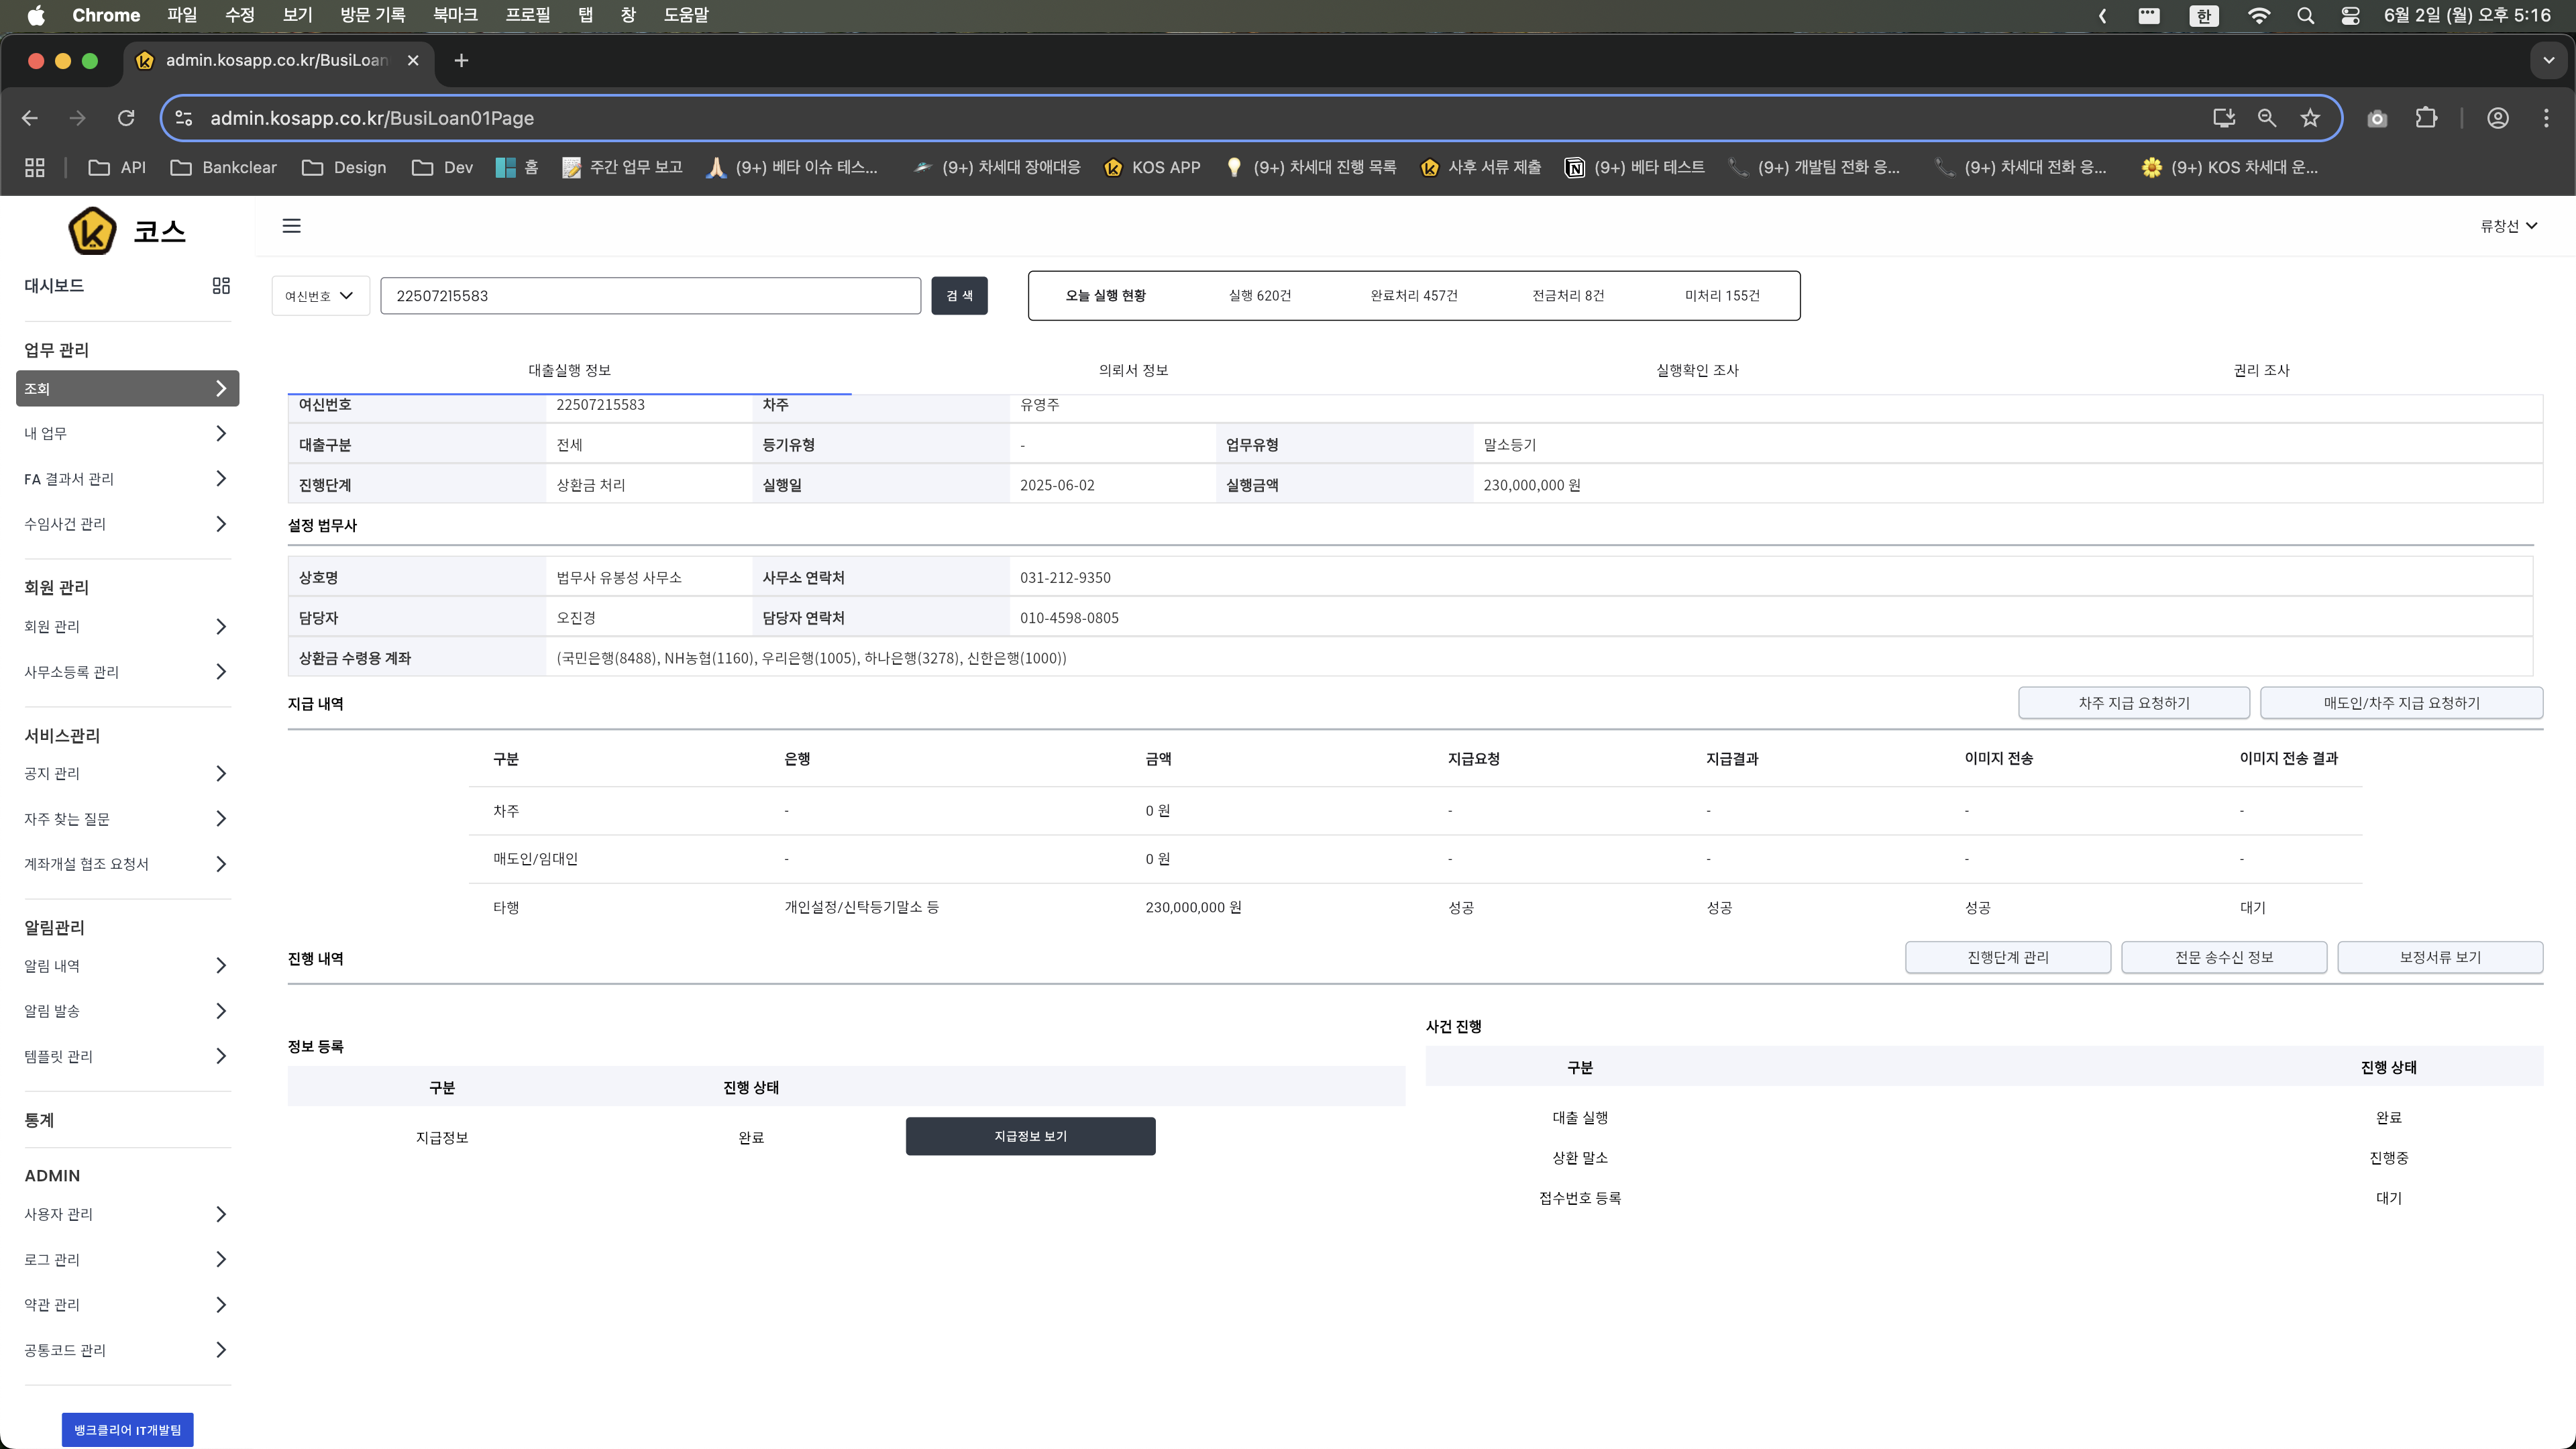 Chrome 파일 수정 보기 방문 기록 북마크 프로필 탭 창 도움말 한 6월 2일 (월) 오후 5:16
admin.kosapp.co.kr/BusiLoan
admin.kosapp.co.kr/BusiLoan01Page
API Bankclear Design Dev 홈 주간 업무 보고 (9+) 베타 이슈 테스... (9+) 차세대 장애대응 KOS APP (9+) 차세대 진행 목록 사후 서류 제출 (9+) 베타 테스트 (9+) 개발팀 전화 응... (9+) 차세대 전화 응... (9+) KOS 차세대 운...
코스
류창선
대시보드
업무 관리
조회
내 업무
FA 결과서 관리
수임사건 관리
회원 관리
회원 관리
사무소등록 관리
서비스관리
공지 관리
자주 찾는 질문
계좌개설 협조 요청서
알림관리
알림 내역
알림 발송
템플릿 관리
통계
ADMIN
사용자 관리
로그 관리
약관 관리
공통코드 관리
뱅크클리어 IT개발팀
여신번호 22507215583 검 색
오늘 실행 현황 실행 620건 완료처리 457건 전금처리 8건 미처리 155건
대출실행 정보 의뢰서 정보 실행확인 조사 권리 조사
여신번호 22507215583 차주 유영주
대출구분 전세 등기유형 - 업무유형 말소등기
진행단계 상환금 처리 실행일 2025-06-02 실행금액 230,000,000 원
설정 법무사
상호명 법무사 유봉성 사무소 사무소 연락처 031-212-9350
담당자 오진경 담당자 연락처 010-4598-0805
상환금 수령용 계좌 (국민은행(8488), NH농협(1160), 우리은행(1005), 하나은행(3278), 신한은행(1000))
지급 내역 차주 지급 요청하기 매도인/차주 지급 요청하기
구분 은행 금액 지급요청 지급결과 이미지 전송 이미지 전송 결과
차주 - 0 원 - - - -
매도인/임대인 - 0 원 - - - -
타행 개인설정/신탁등기말소 등 230,000,000 원 성공 성공 성공 대기
진행 내역 진행단계 관리 전문 송수신 정보 보정서류 보기
정보 등록
구분 진행 상태
지급정보 완료 지급정보 보기
사건 진행
구분 진행 상태
대출 실행 완료
상환 말소 진행중
접수번호 등록 대기